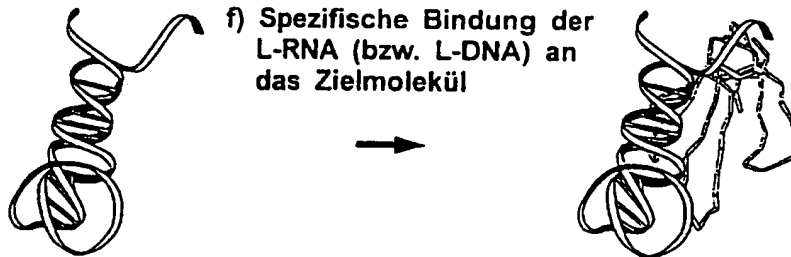 f) Spezifische Bindung der
L-RNA (bzw. L-DNA) an
das Zielmolekül